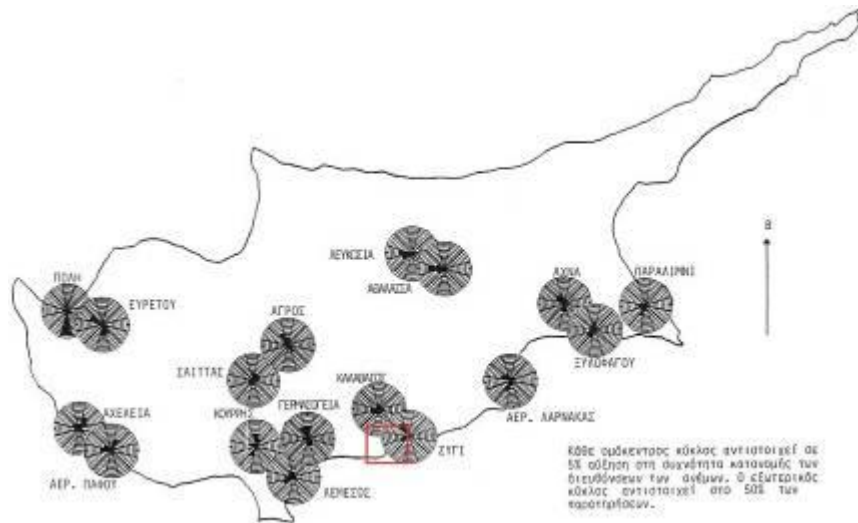 Β
ΛΕΥΚΩΣΙΑ
ΑΘΑΛΑΣΣΑ
ΑΧΝΑ
ΠΑΡΑΛΙΜΝΙ
ΠΟΛΗ
ΕΥΡΕΤΟΥ
ΑΓΡΟΣ
ΞΥΛΟΦΑΓΟΥ
ΣΑΙΤΤΑΣ
ΚΑΛΑΒΑΣΟΣ
ΑΧΕΛΕΙΑ
ΚΟΥΡΡΗΣ
ΓΕΡΜΑΣΟΓΕΙΑ
ΑΕΡ. ΛΑΡΝΑΚΑΣ
ΖΥΓΙ
ΑΕΡ. ΠΑΦΟΥ
ΛΕΜΕΣΟΣ
Κάθε ομόκεντρος κύκλος αντιστοιχεί σε
5% αύξηση στη συχνότητα κατανομής των
διευθύνσεων των ανέμων. Ο εξωτερικός
κύκλος αντιστοιχεί στο 50% των
παρατηρήσεων.